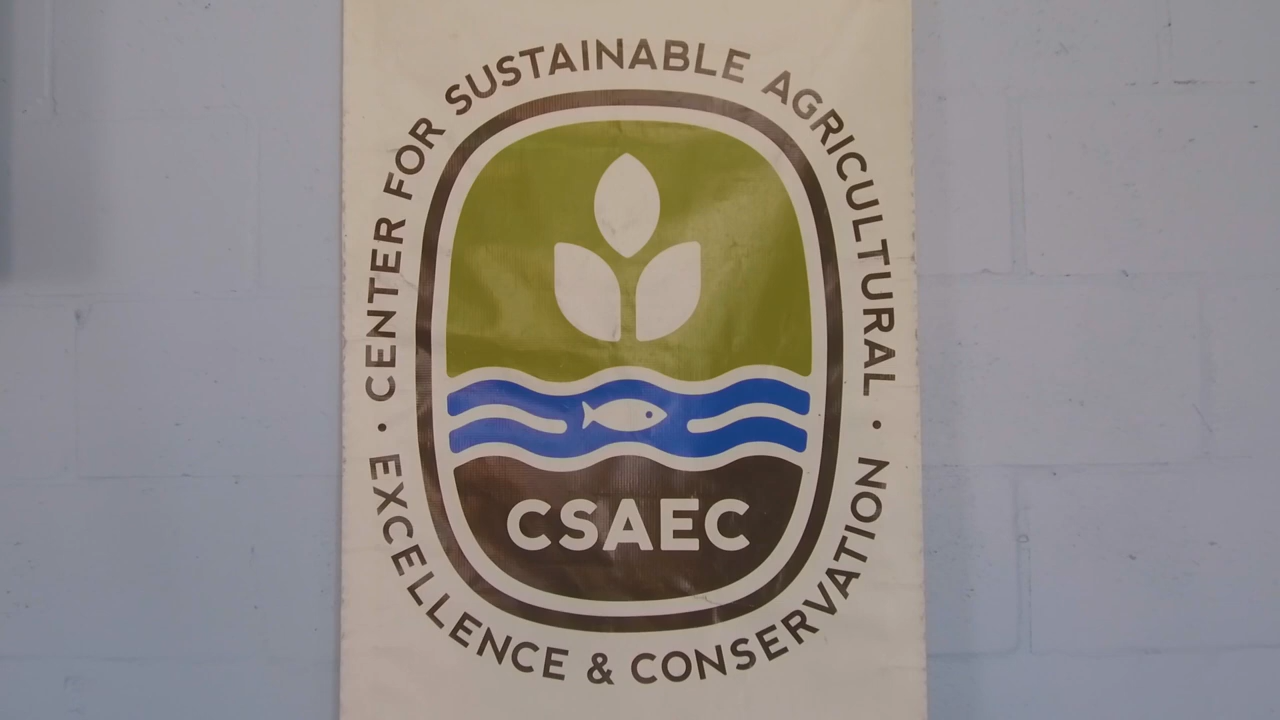 CENTER FOR SUSTAINABLE AGRICULTURAL
• EXCELLENCE & CONSERVATION •
CSAEC